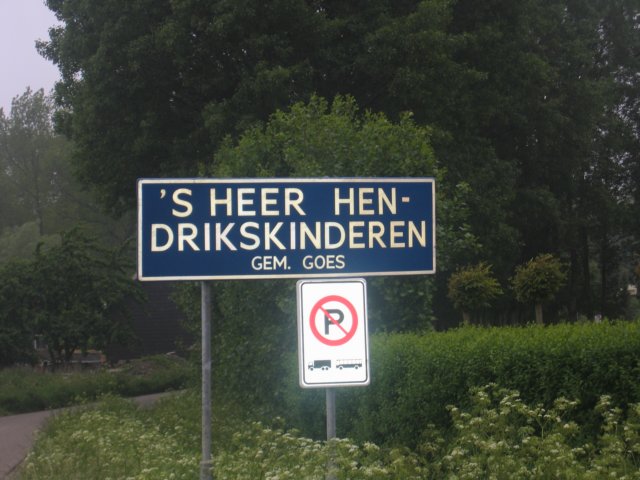 'S HEER HEN-
DRIKSKINDEREN
GEM. GOES
P